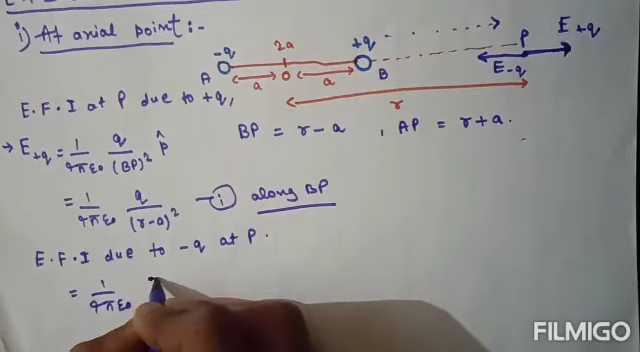 i) At axial point :-
-q 2a +q P E +q
A a O a B E-q
r
E.F.I at P due to +q,
BP = r-a , AP = r+a.
→ E+q = 1/4πε0 q/(BP)² p̂
= 1/4πε0 q/(r-a)² — (i) along BP
E.F.I due to -q at P.
= 1/4πε0
FILMIGO